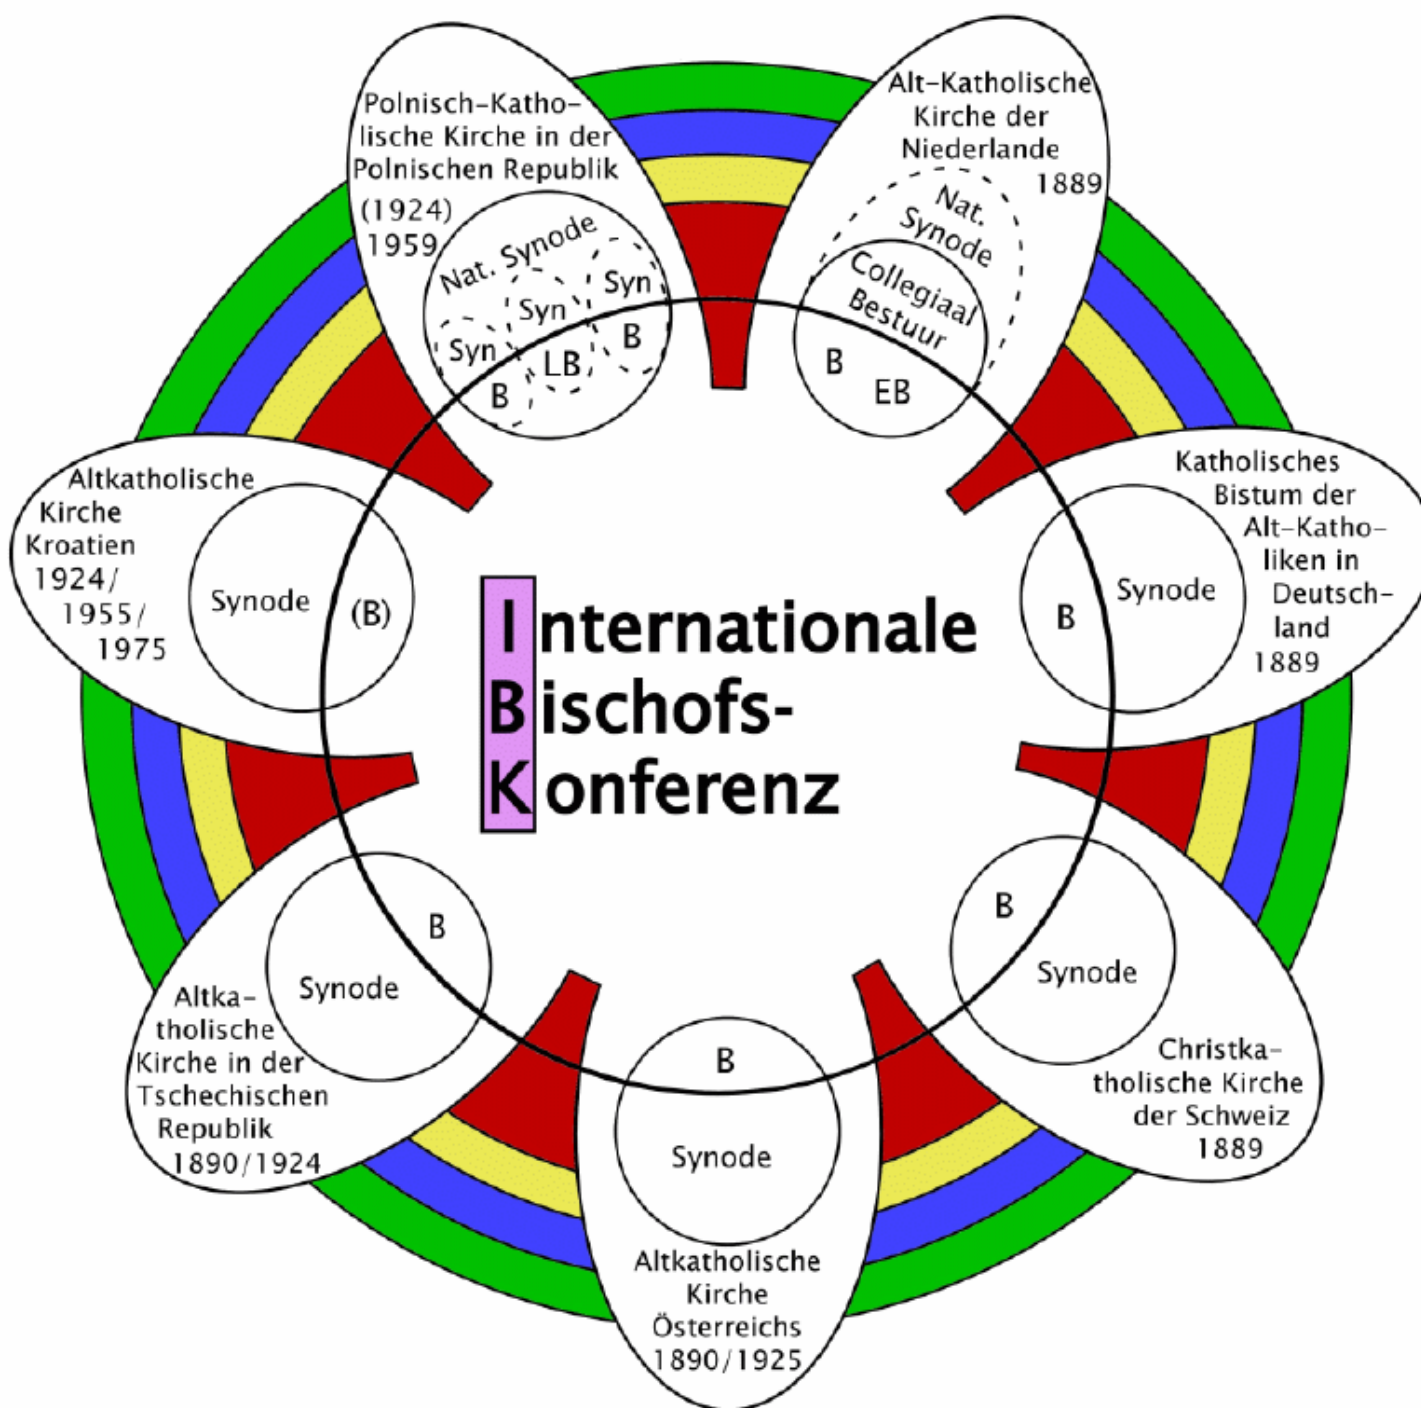 Polnisch-Katho-
lische Kirche in der
Polnischen Republik
(1924)
1959
Nat. Synode
Syn
Syn
Syn
B
LB
B
Alt-Katholische
Kirche der
Niederlande
1889
Nat.
Synode
Collegiaal
Bestuur
B
EB
Katholisches
Bistum der
Alt-Katho-
liken in
Deutsch-
land
1889
Synode
B
Christka-
tholische Kirche
der Schweiz
1889
B
Synode
B
Synode
Altkatholische
Kirche
Österreichs
1890/1925
B
Synode
Altka-
tholische
Kirche in der
Tschechischen
Republik
1890/1924
Altkatholische
Kirche
Kroatien
1924/
1955/
1975
Synode
(B)
Internationale
Bischofs-
Konferenz